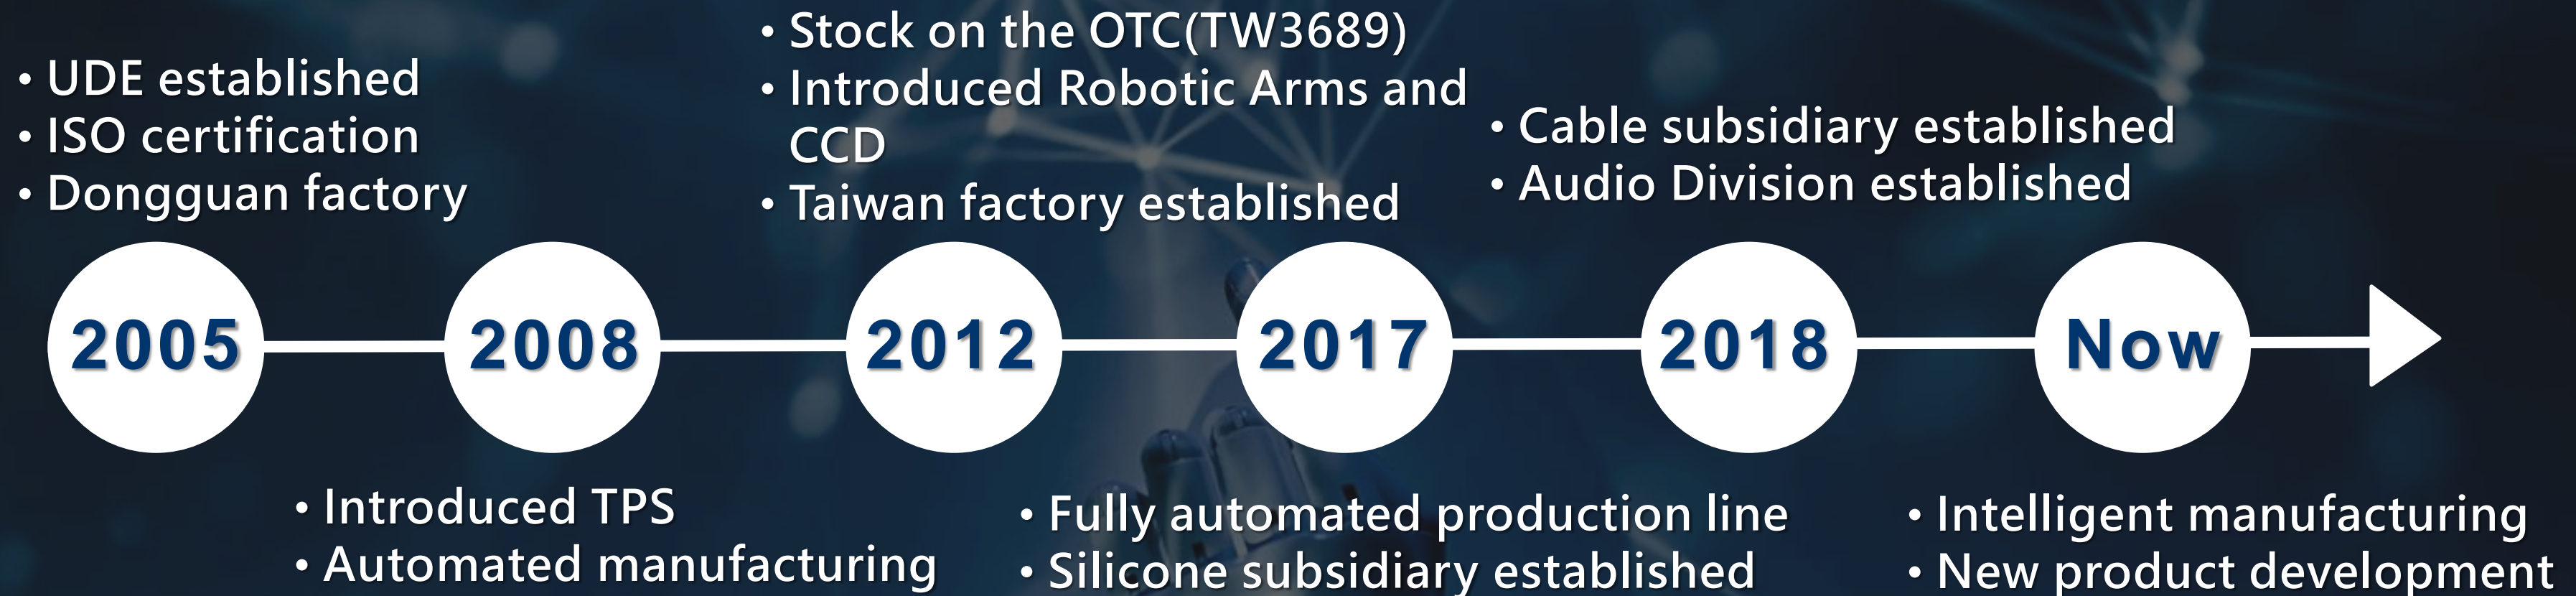 • UDE established
• ISO certification
• Dongguan factory
• Stock on the OTC(TW3689)
• Introduced Robotic Arms and
CCD
• Taiwan factory established
• Cable subsidiary established
• Audio Division established
2005
2008
2012
2017
2018
Now
• Introduced TPS
• Automated manufacturing
• Fully automated production line
• Silicone subsidiary established
• Intelligent manufacturing
• New product development